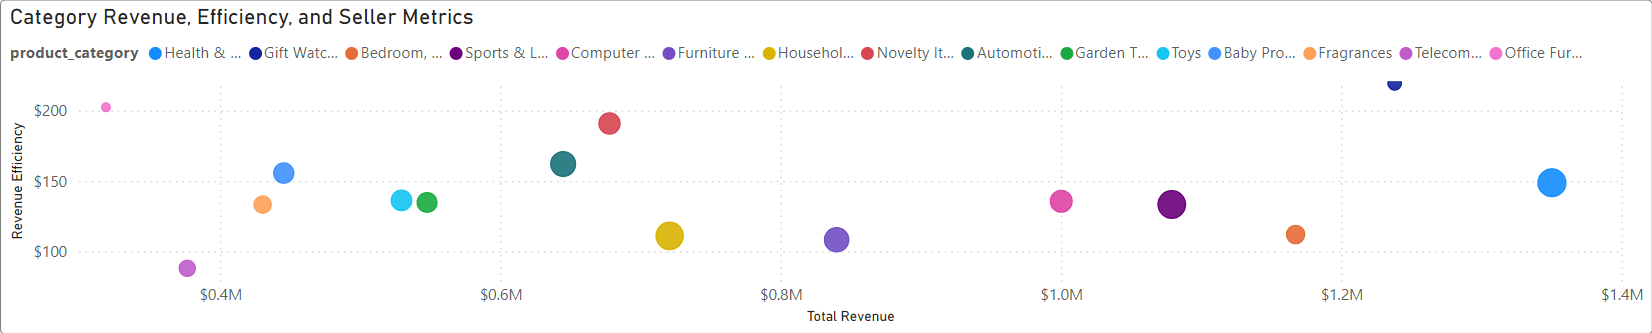 Category Revenue, Efficiency, and Seller Metrics
product_category Health & ... Gift Watc... Bedroom, ... Sports & L... Computer ... Furniture ... Househol... Novelty It... Automoti... Garden T... Toys Baby Pro... Fragrances Telecom... Office Fur...
Revenue Efficiency
$200
$150
$100
$0.4M $0.6M $0.8M $1.0M $1.2M $1.4M
Total Revenue